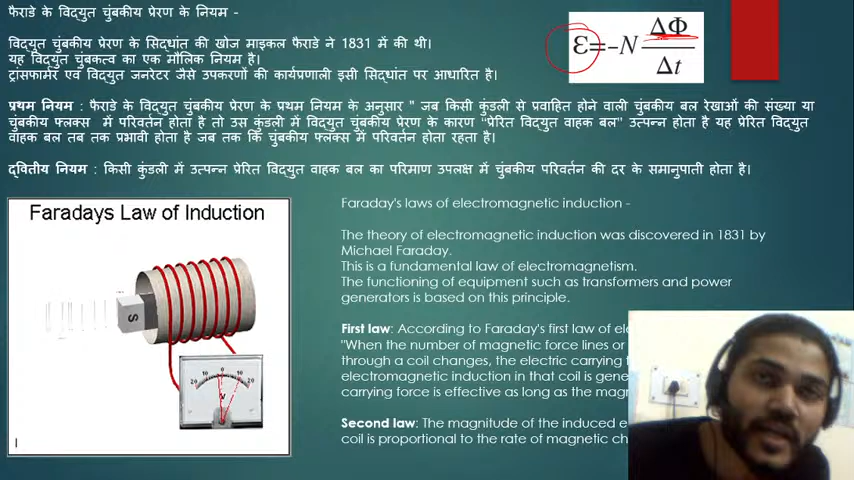 फैराडे के विद्युत चुंबकीय प्रेरण के नियम -
विद्युत चुंबकीय प्रेरण के सिद्धांत की खोज माइकल फैराडे ने 1831 में की थी।
यह विद्युत चुंबकत्व का एक मौलिक नियम है।
ट्रांसफार्मर एवं विद्युत जनरेटर जैसे उपकरणों की कार्यप्रणाली इसी सिद्धांत पर आधारित है।
ε=-N ΔΦ
Δt
प्रथम नियम : फैराडे के विद्युत चुंबकीय प्रेरण के प्रथम नियम के अनुसार " जब किसी कुंडली से प्रवाहित होने वाली चुंबकीय बल रेखाओं की संख्या या
चुंबकीय फ्लक्स में परिवर्तन होता है तो उस कुंडली में विद्युत चुंबकीय प्रेरण के कारण "प्रेरित विद्युत वाहक बल" उत्पन्न होता है यह प्रेरित विद्युत
वाहक बल तब तक प्रभावी होता है जब तक कि चुंबकीय फ्लक्स में परिवर्तन होता रहता है।
द्वितीय नियम : किसी कुंडली में उत्पन्न प्रेरित विद्युत वाहक बल का परिमाण उपलक्ष में चुंबकीय परिवर्तन की दर के समानुपाती होता है।
Faradays Law of Induction
S
20 10 0 10 20
V
Faraday's laws of electromagnetic induction -
The theory of electromagnetic induction was discovered in 1831 by
Michael Faraday.
This is a fundamental law of electromagnetism.
The functioning of equipment such as transformers and power
generators is based on this principle.
First law: According to Faraday's first law of
"When the number of magnetic force lines or
through a coil changes, the electric carrying
electromagnetic induction in that coil is
carrying force is effective as long as the
Second law: The magnitude of the induced
coil is proportional to the rate of magnetic